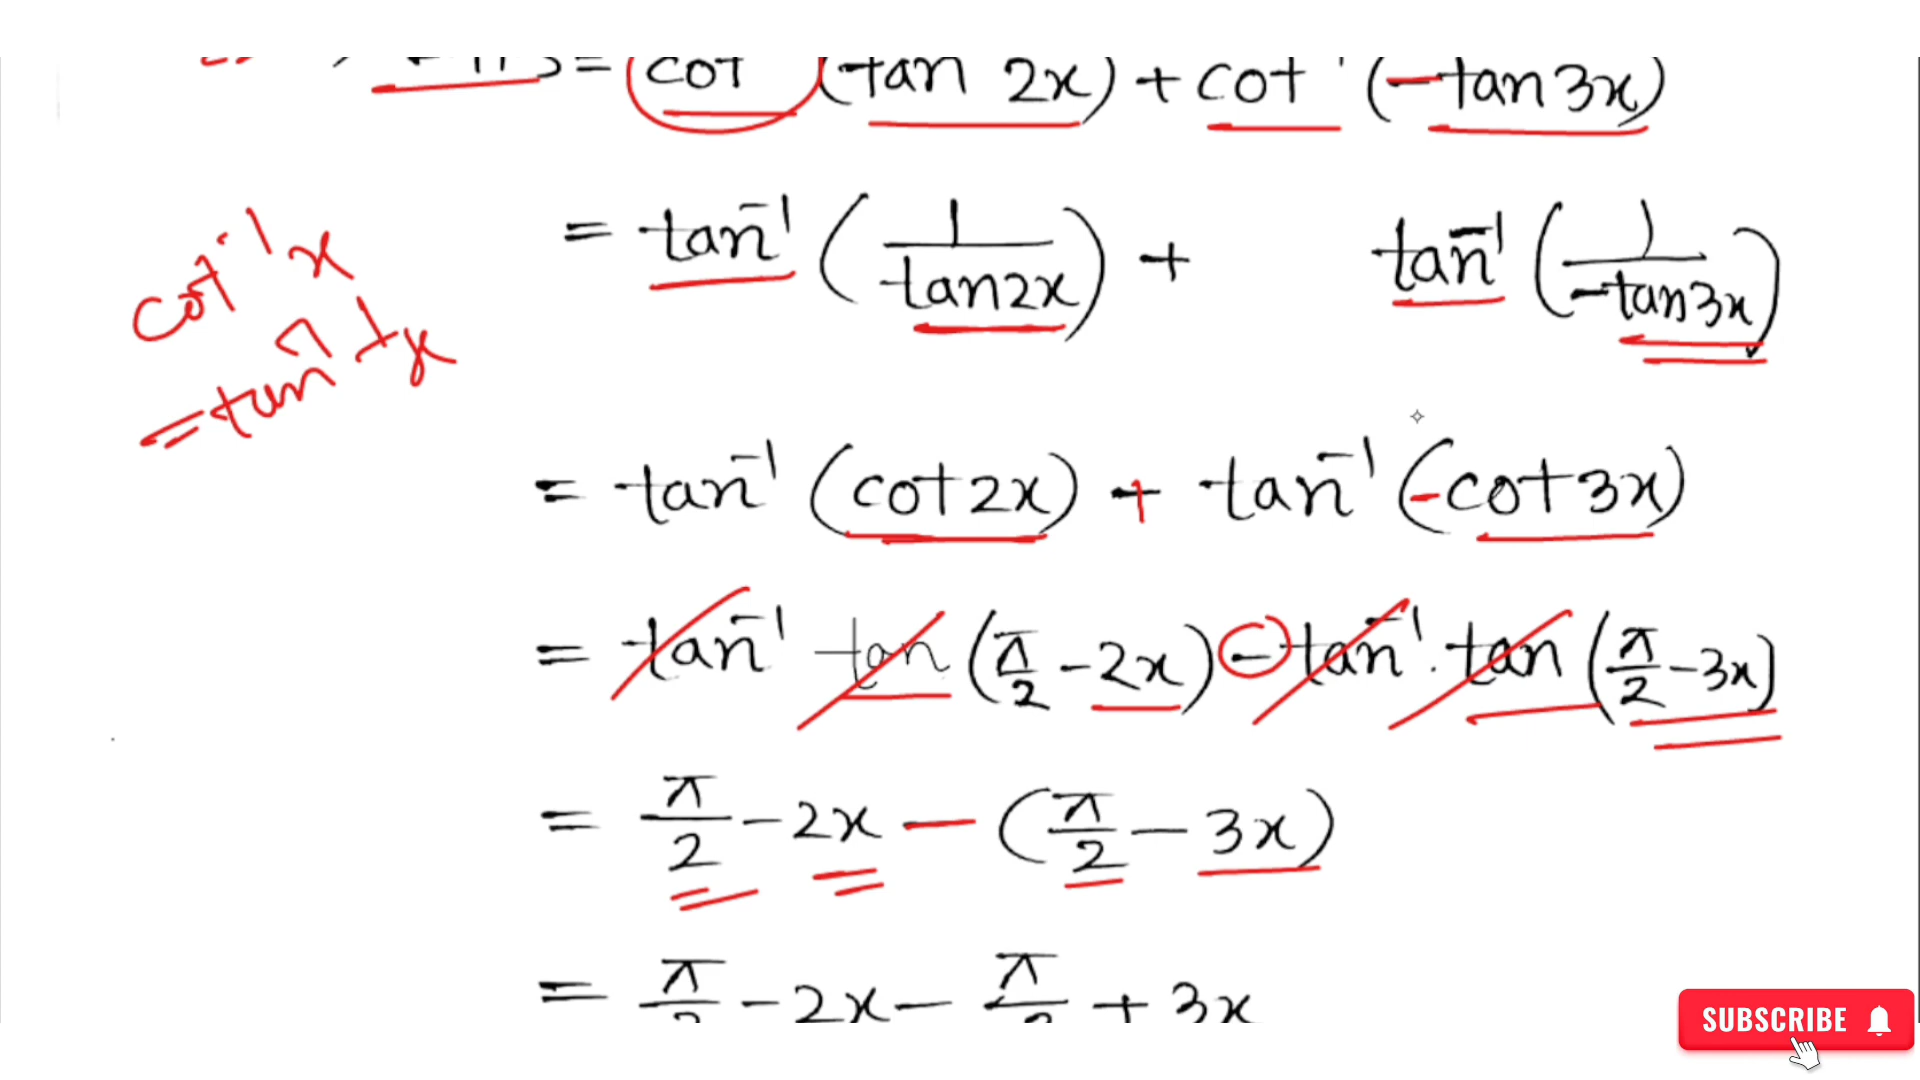 = cot (tan 2x) + cot⁻¹ (-tan 3x)
cot⁻¹ x
= tan⁻¹ 1/x
= tan⁻¹ (1/tan2x) + tan⁻¹ (1/-tan3x)
= tan⁻¹ (cot2x) + tan⁻¹ (-cot3x)
= tan⁻¹ tan (π/2 - 2x) - tan⁻¹ . tan (π/2 - 3x)
= π/2 - 2x - (π/2 - 3x)
= π/2 - 2x - π/2 + 3x
SUBSCRIBE